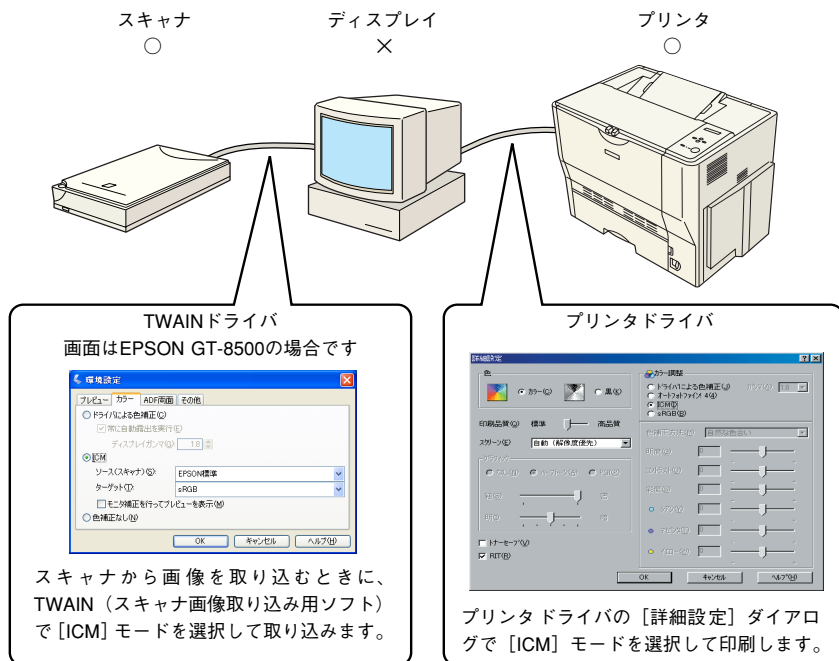 スキャナ
○
ディスプレイ
×
プリンタ
○
TWAINドライバ
画面はEPSON GT-8500の場合です
環境設定
プレビュー カラー ADF両面 その他
ドライバによる色補正(C)
常に自動露出を実行(E)
ディスプレイガンマ(G) 1.8
ICM
ソース(スキャナ)(S): EPSON標準
ターゲット(T): sRGB
モニタ補正を行ってプレビューを表示(M)
色補正なし(N)
OK キャンセル ヘルプ(H)
スキャナから画像を取り込むときに、
TWAIN（スキャナ画像取り込み用ソフト）
で［ICM］モードを選択して取り込みます。
プリンタドライバ
詳細設定
色
カラー(C) 黒(K)
印刷品質(Q) 標準 高品質
スクリーン(E) 自動（解像度優先）
トナーセーブ(V)
RIT(R)
カラー調整
ドライバによる色補正(J) 1.8
オートフォトファイン 4(4)
ICM(I)
sRGB(B)
自然な色合い
OK キャンセル ヘルプ(H)
プリンタドライバの［詳細設定］ダイアロ
グで［ICM］モードを選択して印刷します。